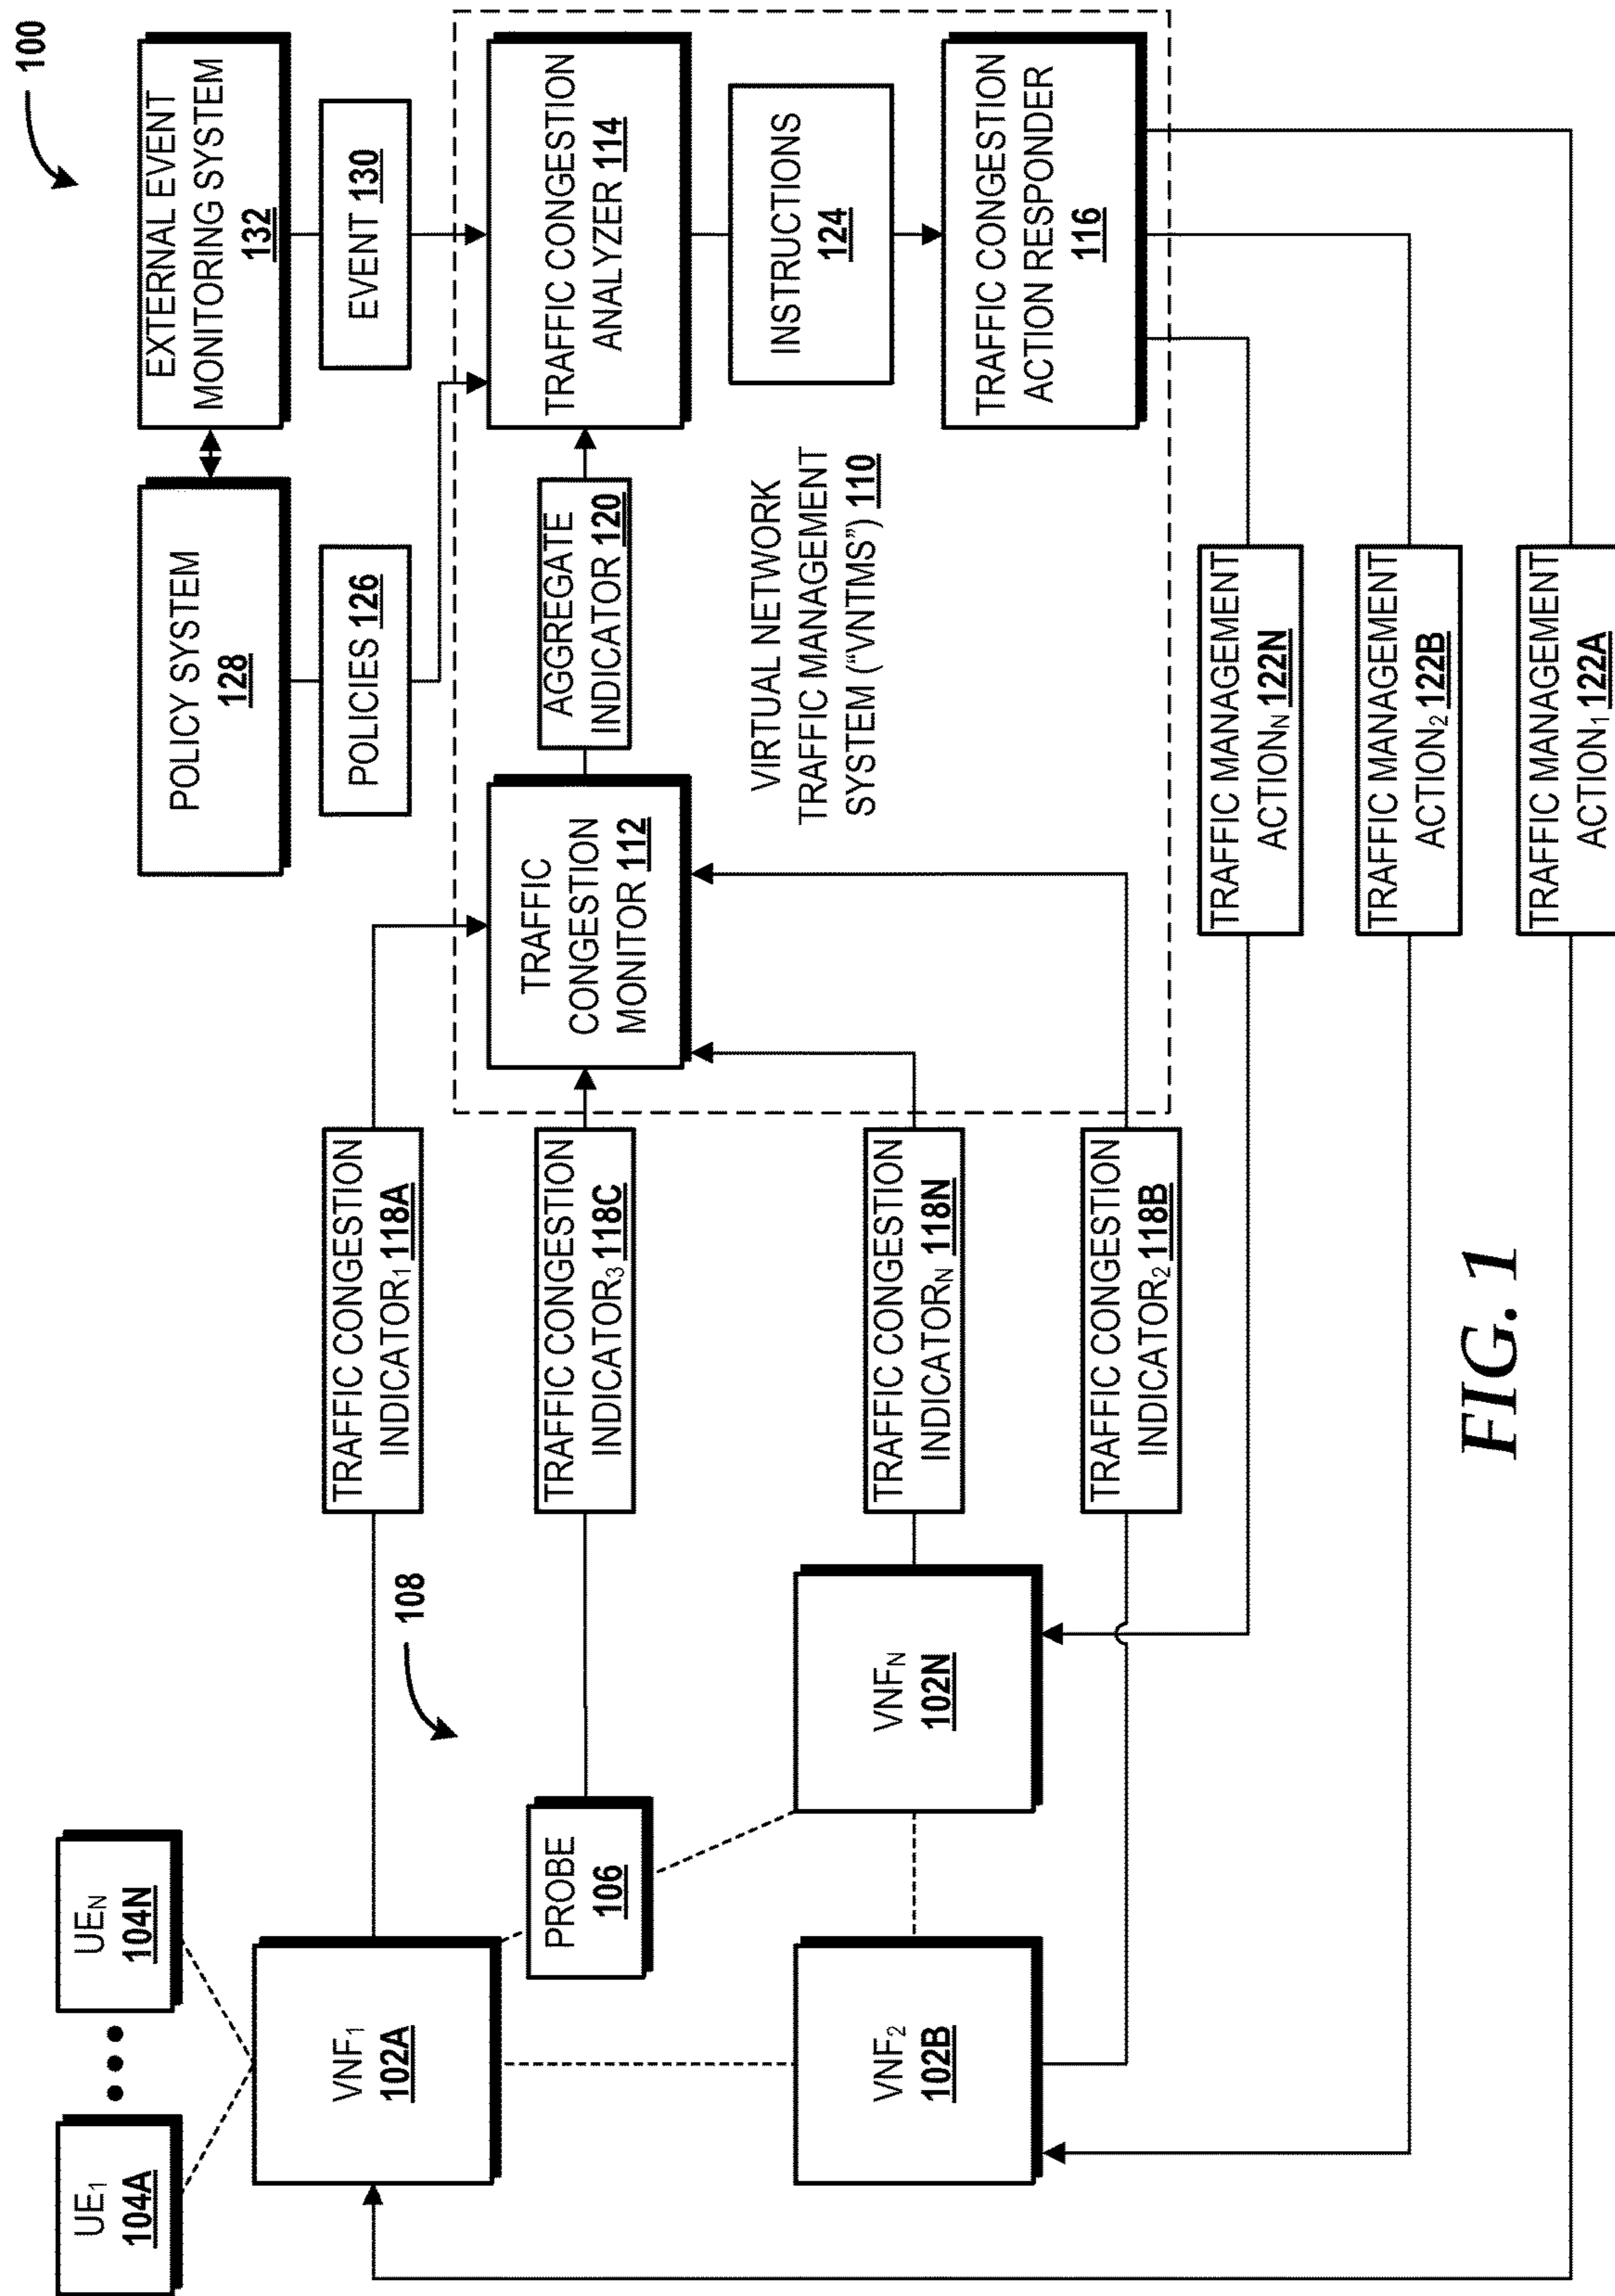 100
UE₁
104A
UEN
104N
VNF₁
102A
108
PROBE
106
VNF₂
102B
VNFN
102N
TRAFFIC CONGESTION
INDICATOR₁ 118A
TRAFFIC CONGESTION
INDICATOR₃ 118C
TRAFFIC CONGESTION
INDICATORN 118N
TRAFFIC CONGESTION
INDICATOR₂ 118B
POLICY SYSTEM
128
POLICIES 126
EXTERNAL EVENT
MONITORING SYSTEM
132
EVENT 130
TRAFFIC
CONGESTION
MONITOR 112
AGGREGATE
INDICATOR 120
TRAFFIC CONGESTION
ANALYZER 114
INSTRUCTIONS
124
TRAFFIC CONGESTION
ACTION RESPONDER
116
VIRTUAL NETWORK
TRAFFIC MANAGEMENT
SYSTEM (“VNTMS”) 110
TRAFFIC MANAGEMENT
ACTIONN 122N
TRAFFIC MANAGEMENT
ACTION₂ 122B
TRAFFIC MANAGEMENT
ACTION₁ 122A
FIG. 1